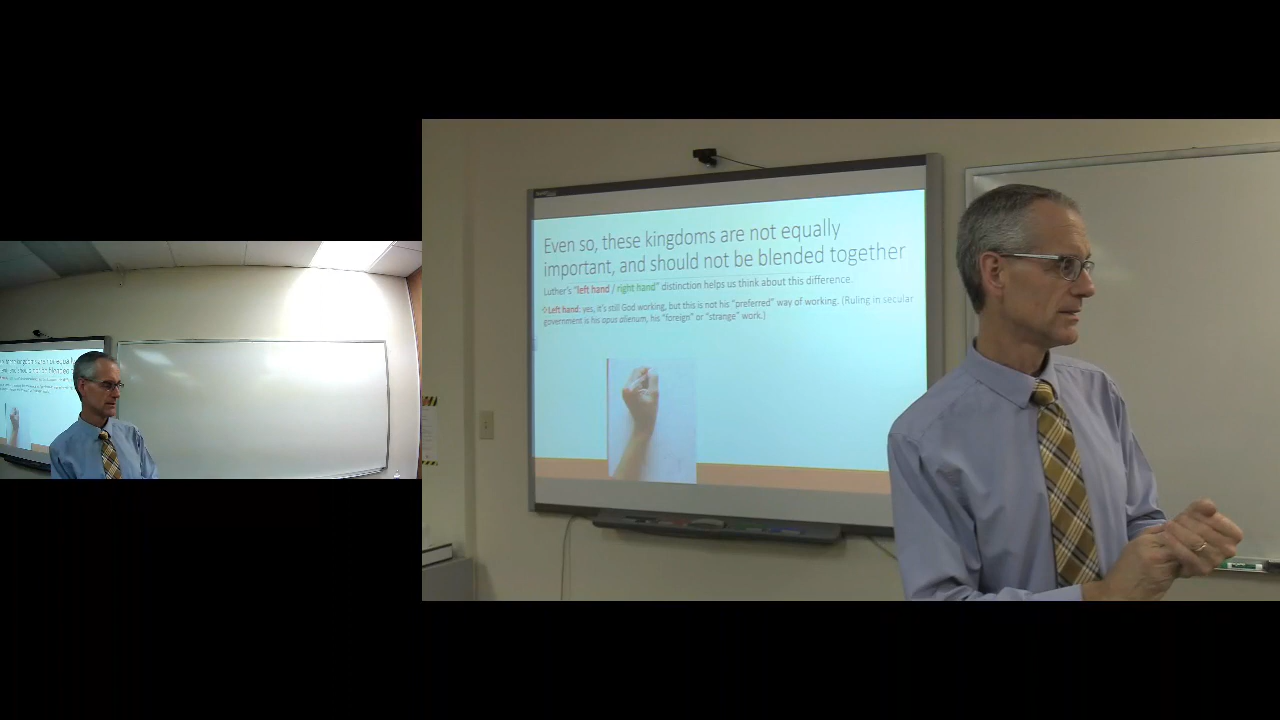 Even so, these kingdoms are not equally
important, and should not be blended together
Luther's "left hand / right hand" distinction helps us think about this difference.
Left hand: yes, it's still God working, but this is not his "preferred" way of working. (Ruling in secular
government is his opus alienum, his "foreign" or "strange" work.)